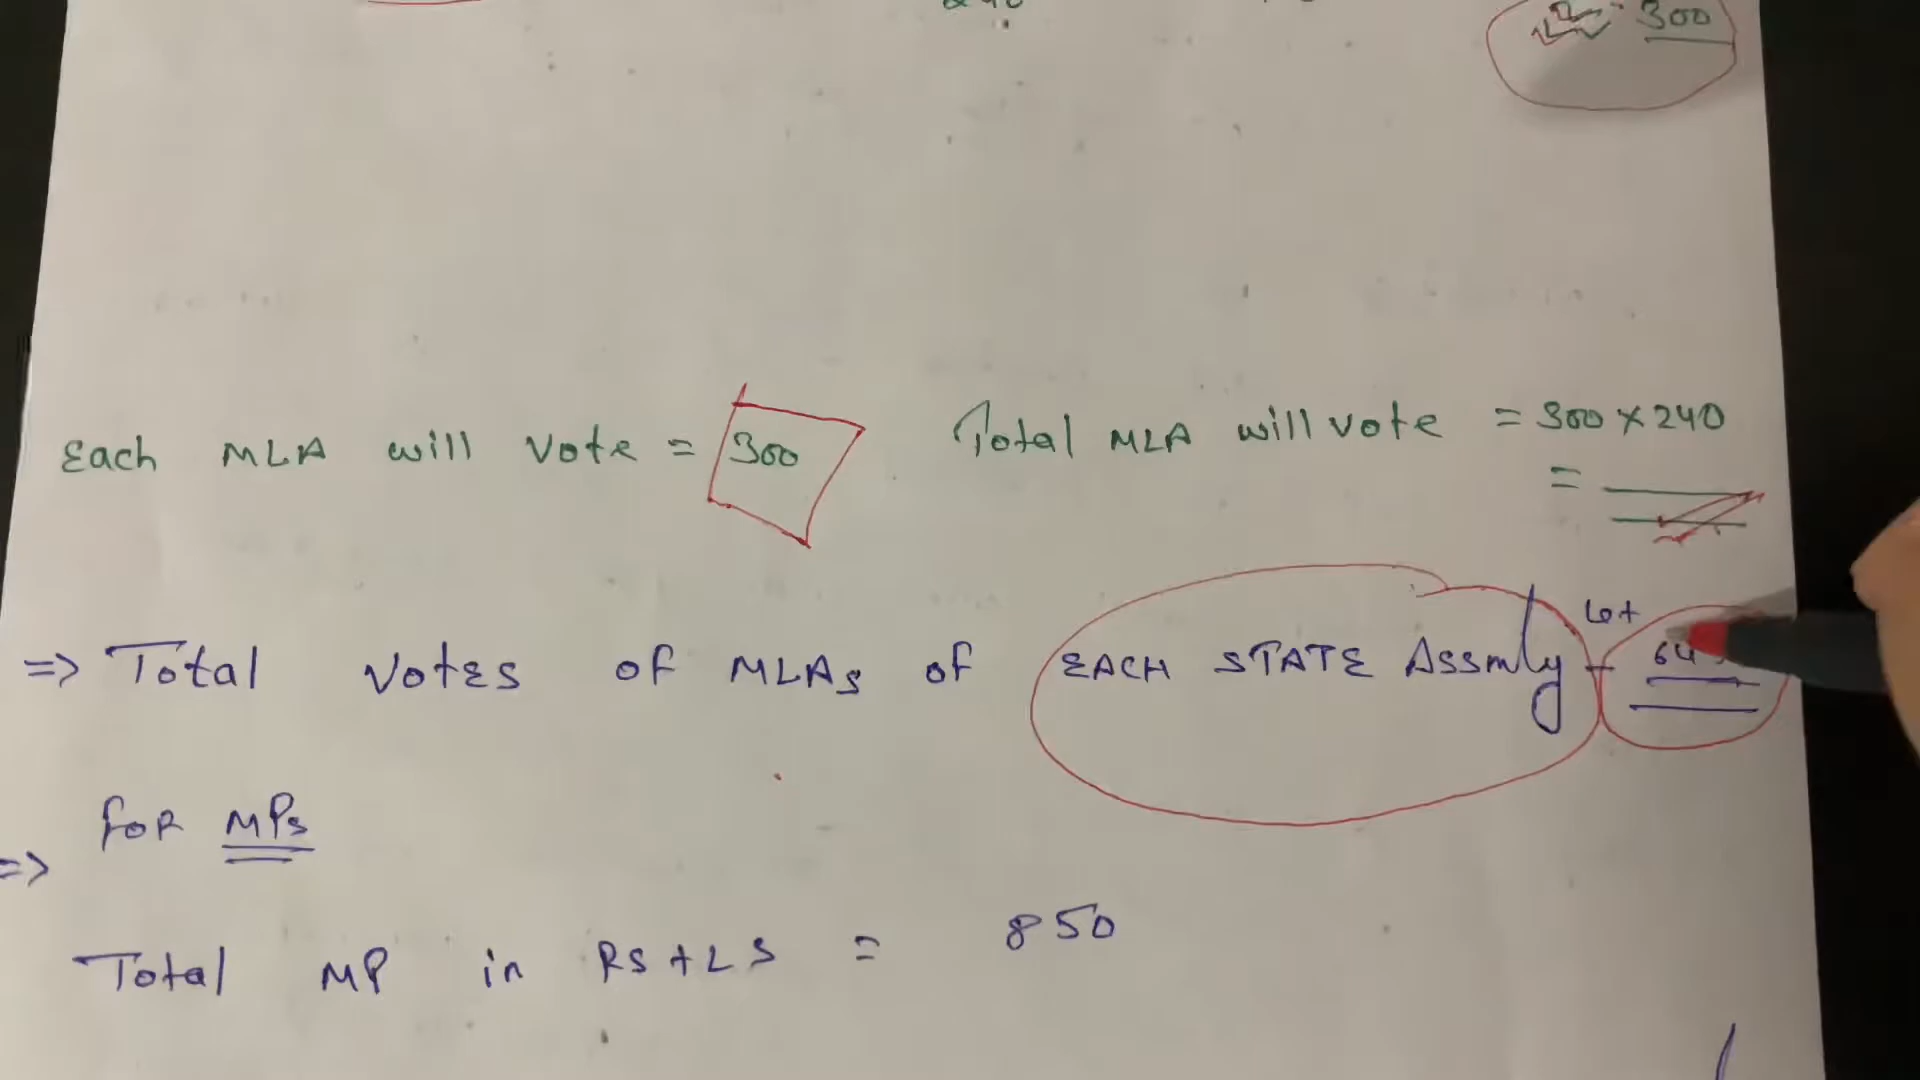 300
Each MLA will vote = 300
Total MLA will vote = 300 x 240
=
=> Total votes of MLAs of EACH STATE Assmly =
Let
=> for MPs
Total MP in RS + LS = 850